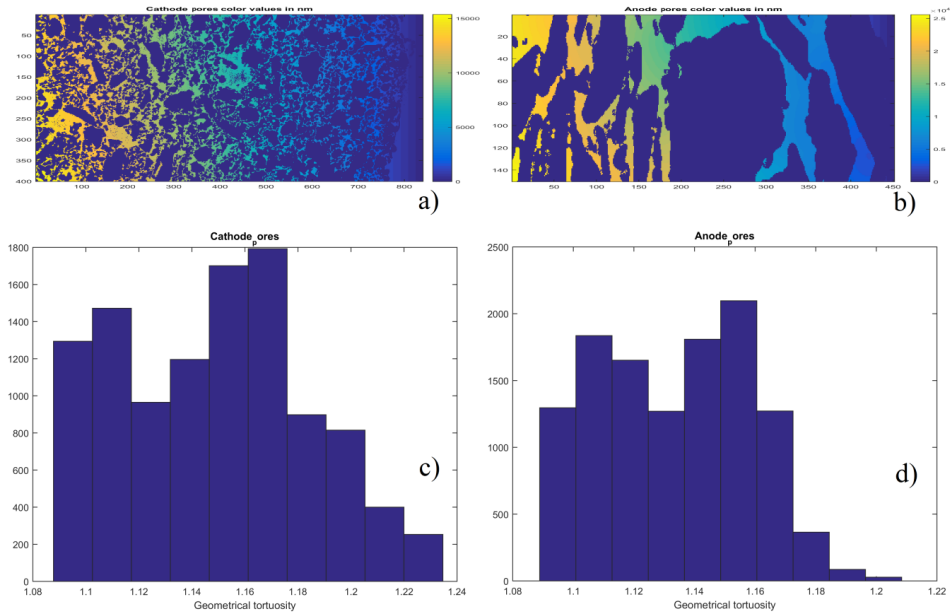 Cathode pores color values in nm
50
100
150
200
250
300
350
400
100 200 300 400 500 600 700 800
15000
10000
5000
0
a)
Anode pores color values in nm
20
40
60
80
100
120
140
50 100 150 200 250 300 350 400 450
2.5
2
1.5
1
0.5
0
b)
Cathode_pores
1800
1600
1400
1200
1000
800
600
400
200
0
1.08 1.1 1.12 1.14 1.16 1.18 1.2 1.22 1.24
Geometrical tortuosity
c)
Anode_pores
2500
2000
1500
1000
500
0
1.08 1.1 1.12 1.14 1.16 1.18 1.2 1.22
Geometrical tortuosity
d)